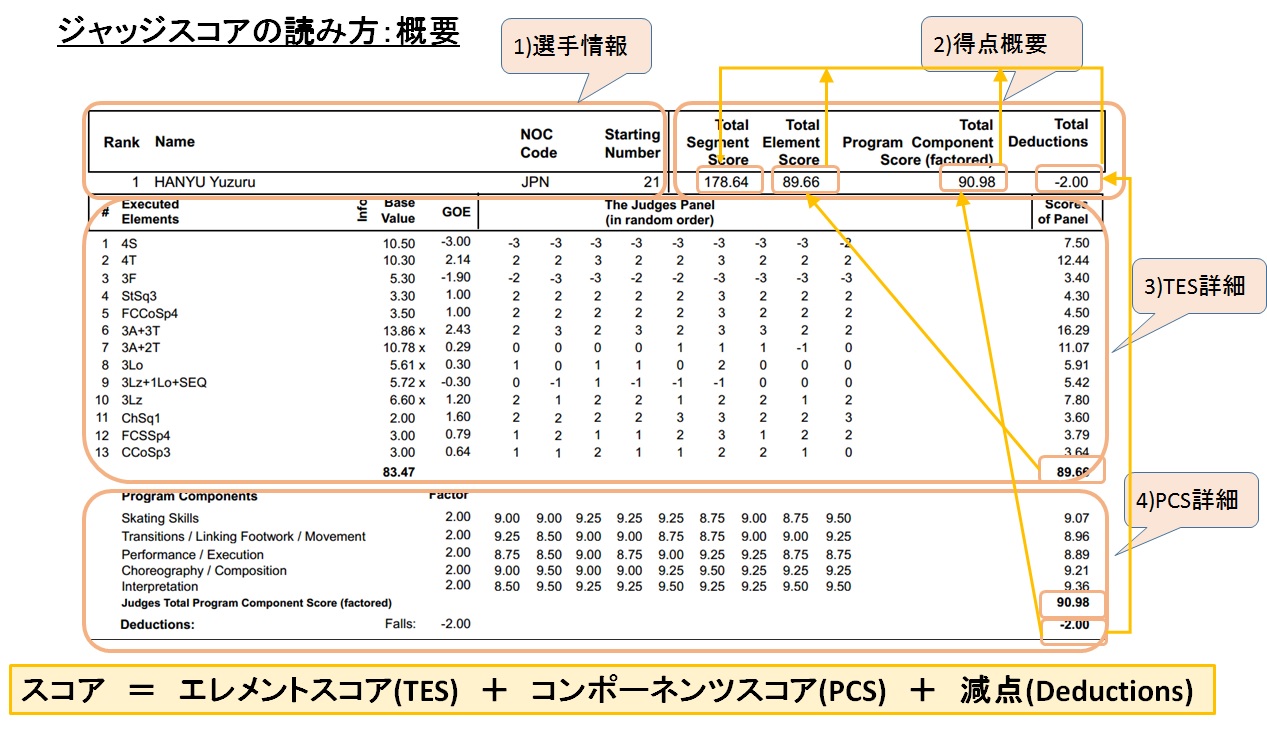 ジャッジスコアの読み方：概要
1)選手情報
2)得点概要
Rank Name NOC Code Starting Number Total Segment Score Total Element Score Total Program Component Score (factored) Total Deductions
1 HANYU Yuzuru JPN 21 178.64 89.66 90.98 -2.00
# Executed Elements Info Base Value GOE The Judges Panel (in random order) Scores of Panel
1 4S 10.50 -3.00 -3 -3 -3 -3 -3 -3 -3 -3 -2 7.50
2 4T 10.30 2.14 2 2 3 2 2 3 2 2 2 12.44
3 3F 5.30 -1.90 -2 -3 -3 -2 -2 -3 -3 -3 -3 3.40
4 StSq3 3.30 1.00 2 2 2 2 2 3 2 2 2 4.30
5 FCCoSp4 3.50 1.00 2 2 2 2 2 3 2 2 2 4.50
6 3A+3T 13.86 x 2.43 2 3 2 3 2 3 3 2 2 16.29
7 3A+2T 10.78 x 0.29 0 0 0 0 1 1 1 -1 0 11.07
8 3Lo 5.61 x 0.30 1 0 1 1 0 2 0 0 0 5.91
9 3Lz+1Lo+SEQ 5.72 x -0.30 0 -1 1 -1 -1 -1 0 0 0 5.42
10 3Lz 6.60 x 1.20 2 1 2 2 1 2 2 1 2 7.80
11 ChSq1 2.00 1.60 2 2 2 2 3 3 2 2 3 3.60
12 FCSSp4 3.00 0.79 1 2 1 1 2 3 1 2 2 3.79
13 CCoSp3 3.00 0.64 1 1 2 1 1 2 2 1 0 3.64
83.47 89.66
3)TES詳細
4)PCS詳細
Program Components Factor
Skating Skills 2.00 9.00 9.00 9.25 9.25 9.25 8.75 9.00 8.75 9.50 9.07
Transitions / Linking Footwork / Movement 2.00 9.25 8.50 9.00 9.00 8.75 8.75 9.00 9.00 9.25 8.96
Performance / Execution 2.00 8.75 8.50 9.00 8.75 9.00 9.25 9.25 8.75 8.75 8.89
Choreography / Composition 2.00 9.00 9.50 9.00 9.00 9.25 9.50 9.25 9.25 9.25 9.21
Interpretation 2.00 8.50 9.50 9.25 9.25 9.50 9.25 9.25 9.50 9.50 9.36
Judges Total Program Component Score (factored) 90.98
Deductions: Falls: -2.00 -2.00
スコア ＝ エレメントスコア(TES) ＋ コンポーネンツスコア(PCS) ＋ 減点(Deductions)